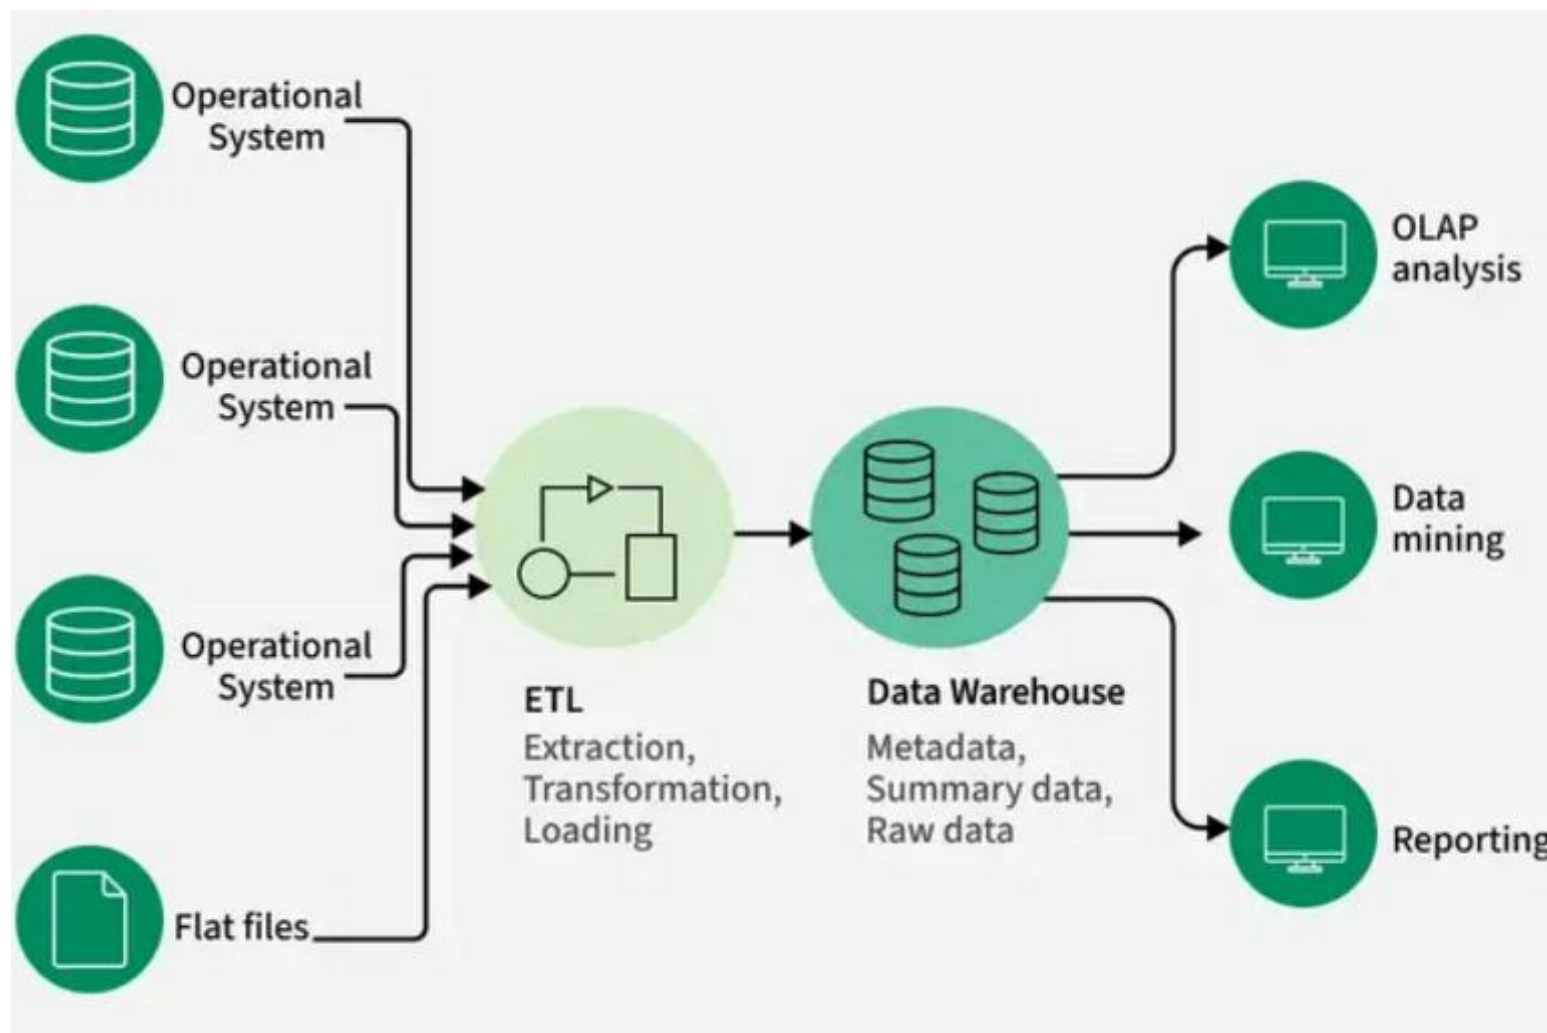 Operational
System
Operational
System
Operational
System
Flat files
ETL
Extraction,
Transformation,
Loading
Data Warehouse
Metadata,
Summary data,
Raw data
OLAP
analysis
Data
mining
Reporting